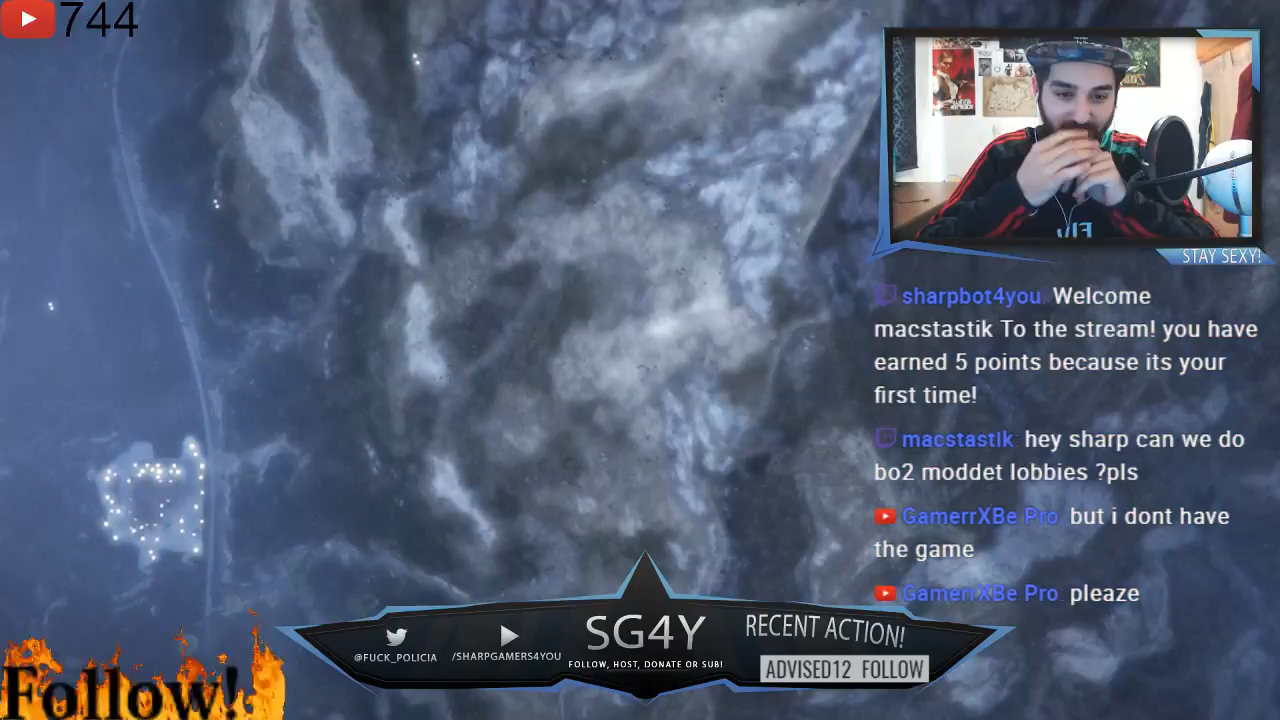 744
STAY SEXY!
sharpbot4you: Welcome
macstastik To the stream! you have
earned 5 points because its your
first time!
macstastik: hey sharp can we do
bo2 moddet lobbies ?pls
GamerrXBe Pro: but i dont have
the game
GamerrXBe Pro: pleaze
@FUCK_POLICIA
/SHARPGAMERS4YOU
SG4Y
FOLLOW, HOST, DONATE OR SUB!
RECENT ACTION!
ADVISED12 FOLLOW
Follow!